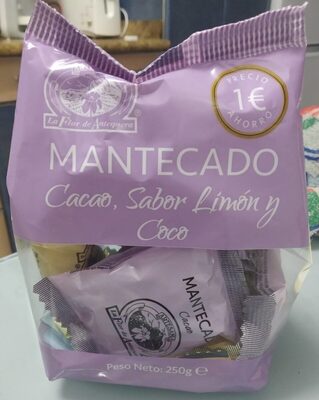 La Flor de Antequera
PRECIO
1€
AHORRO
MANTECADO
Cacao, Sabor Limón y
Coco
MANTECADO
Cacao
Peso Neto: 250g e